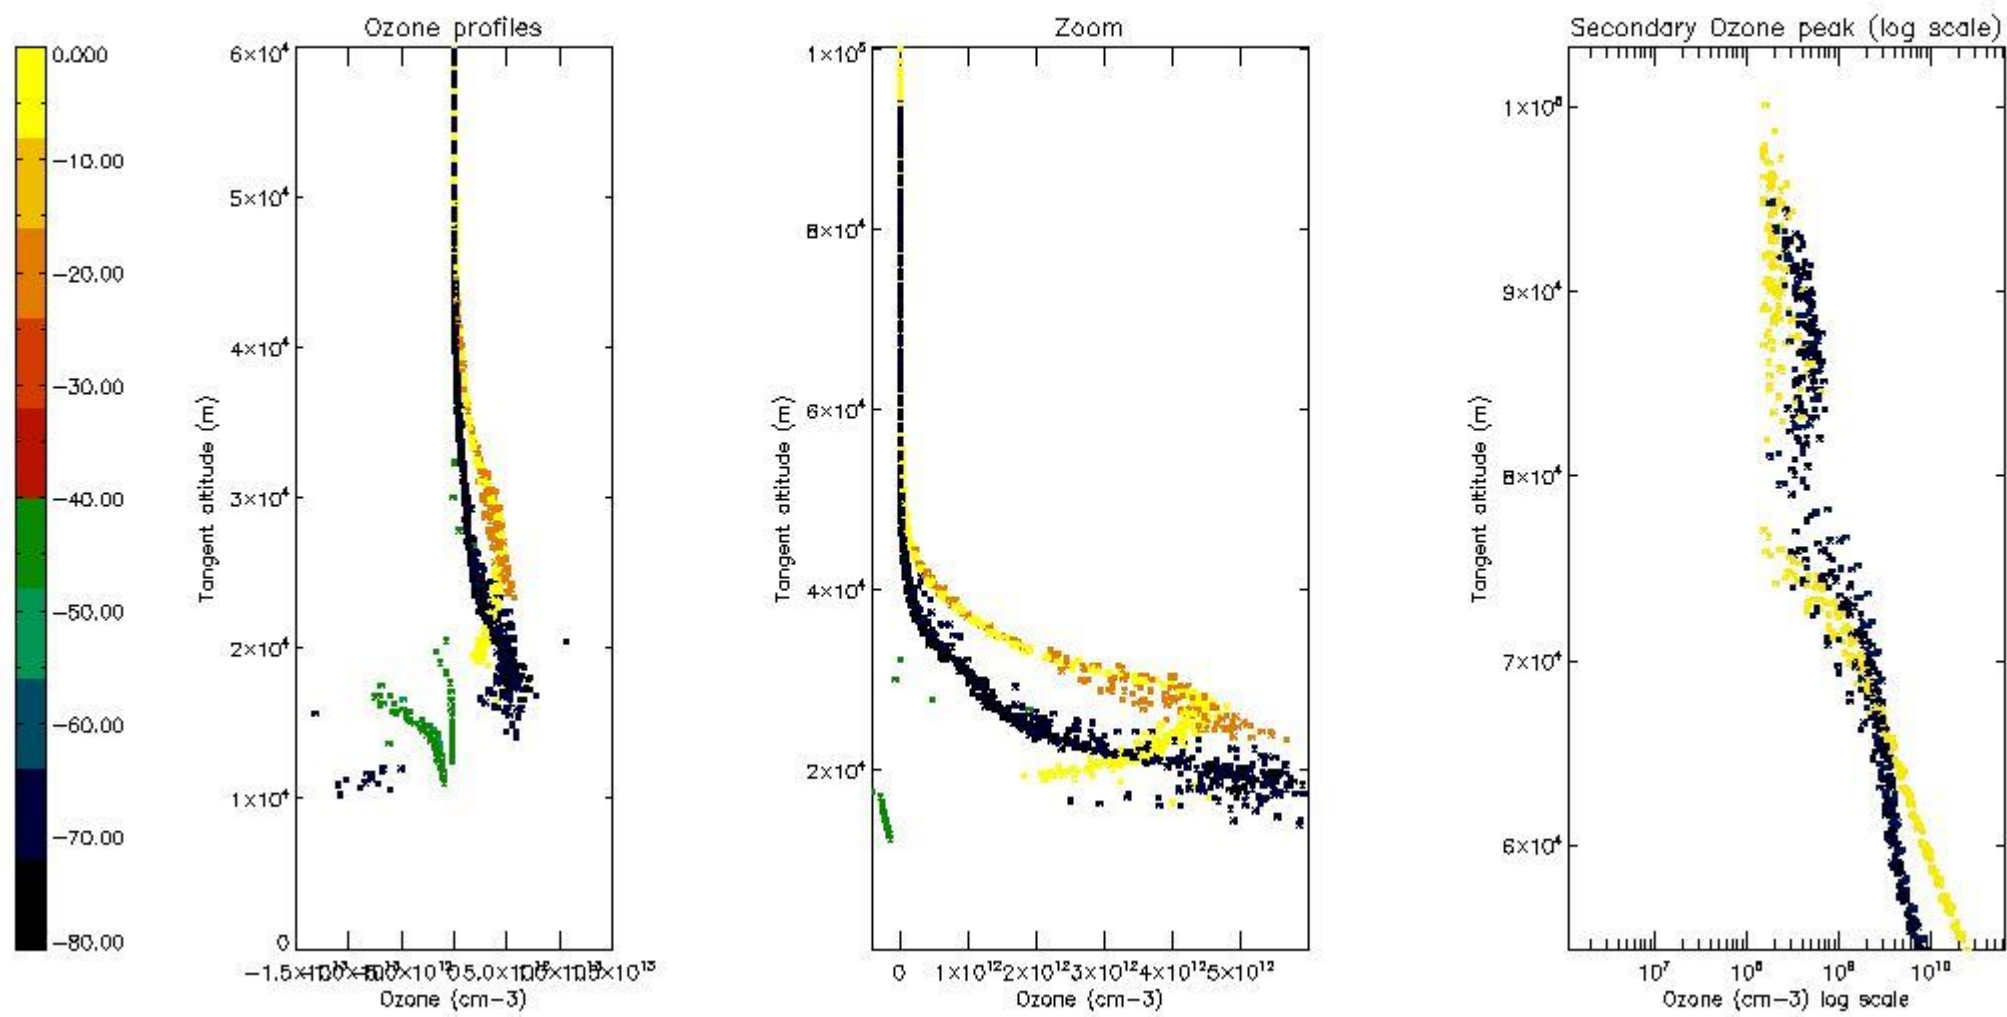 Ozone profiles
Zoom
Secondary Ozone peak (log scale)
0.000
-10.00
-20.00
-30.00
-40.00
-50.00
-60.00
-70.00
-80.00
6×10⁴
5×10⁴
4×10⁴
3×10⁴
2×10⁴
1×10⁴
0
Tangent altitude (m)
Ozone (cm-3)
1×10⁵
8×10⁴
6×10⁴
4×10⁴
2×10⁴
Tangent altitude (m)
0 1×10¹² 2×10¹² 3×10¹² 4×10¹² 5×10¹²
Ozone (cm-3)
1×10⁵
9×10⁴
8×10⁴
7×10⁴
6×10⁴
Tangent altitude (m)
10⁷ 10⁸ 10⁹ 10¹⁰
Ozone (cm-3) log scale